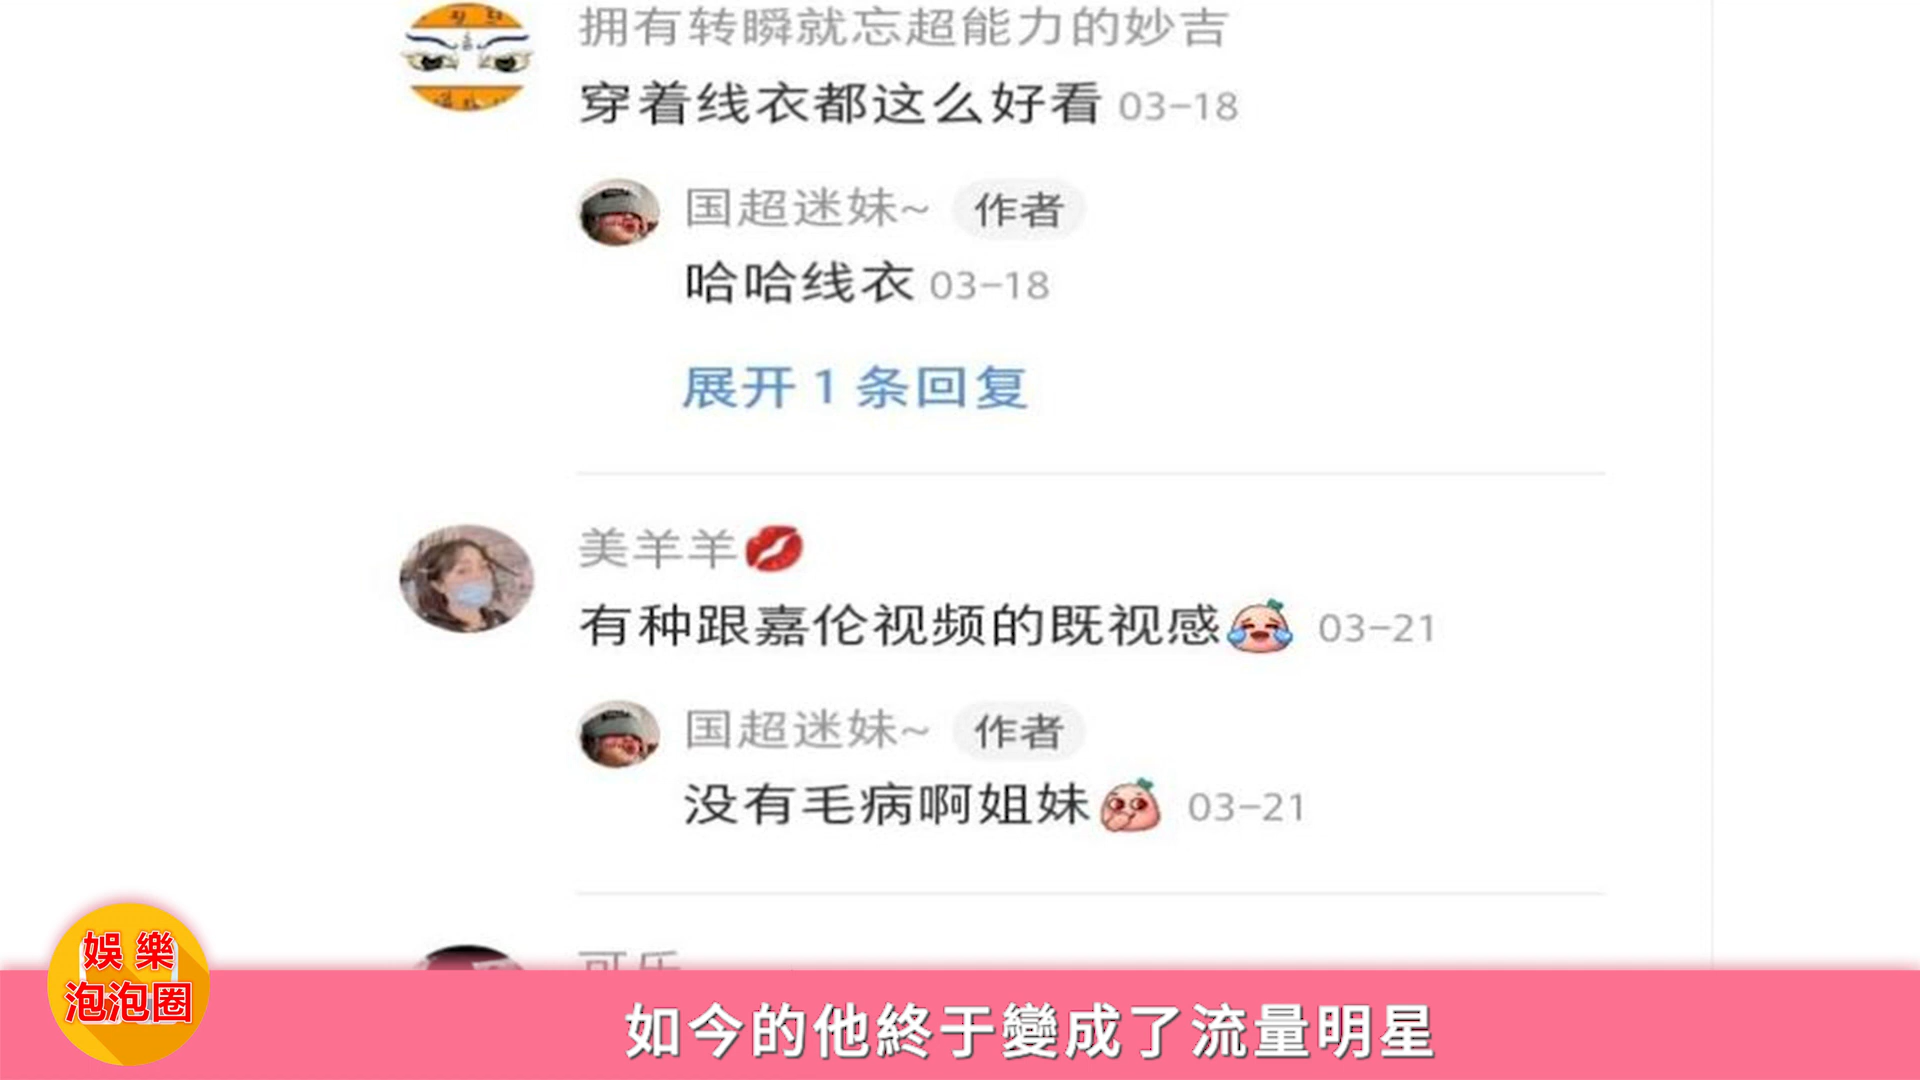 拥有转瞬就忘超能力的妙吉
穿着线衣都这么好看 03-18
国超迷妹~ 作者
哈哈线衣 03-18
展开 1 条回复
美羊羊💋
有种跟嘉伦视频的既视感 03-21
国超迷妹~ 作者
没有毛病啊姐妹 03-21
可乐
娛樂
泡泡圈
如今的他終于變成了流量明星